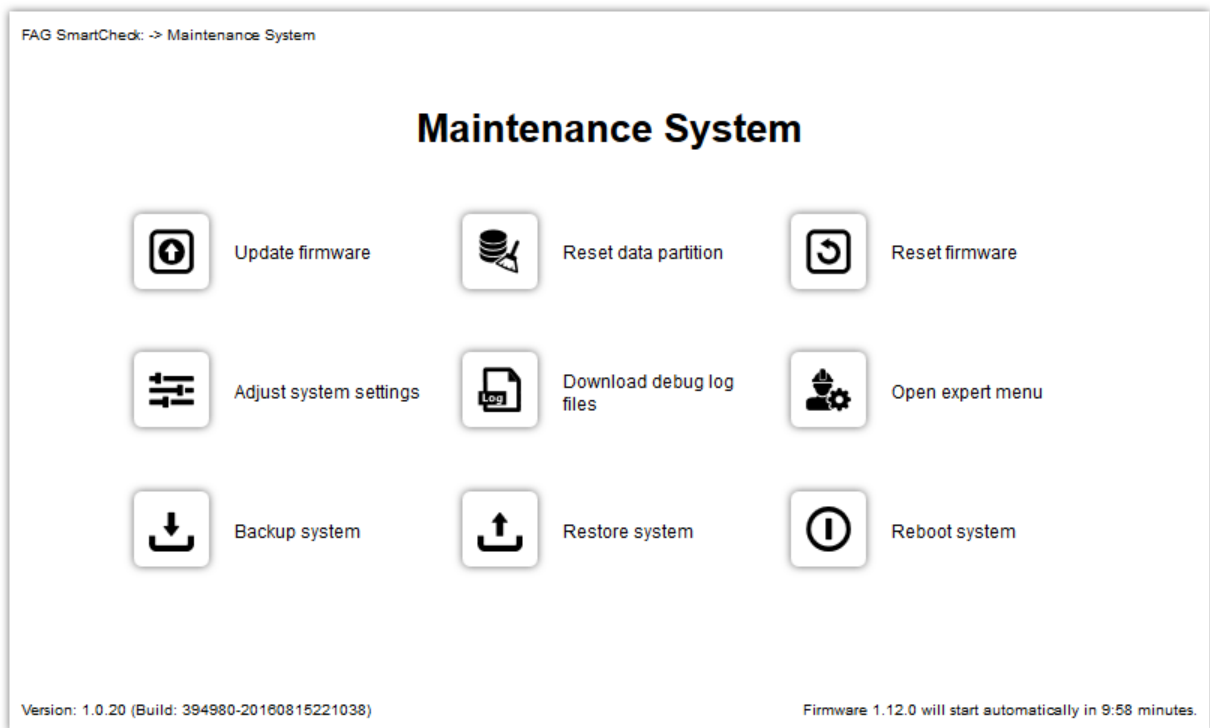 FAG SmartCheck: -> Maintenance System
Maintenance System
Update firmware
Reset data partition
Reset firmware
Adjust system settings
Download debug log
files
Log
Open expert menu
Backup system
Restore system
Reboot system
Version: 1.0.20 (Build: 394980-20160815221038)
Firmware 1.12.0 will start automatically in 9:58 minutes.